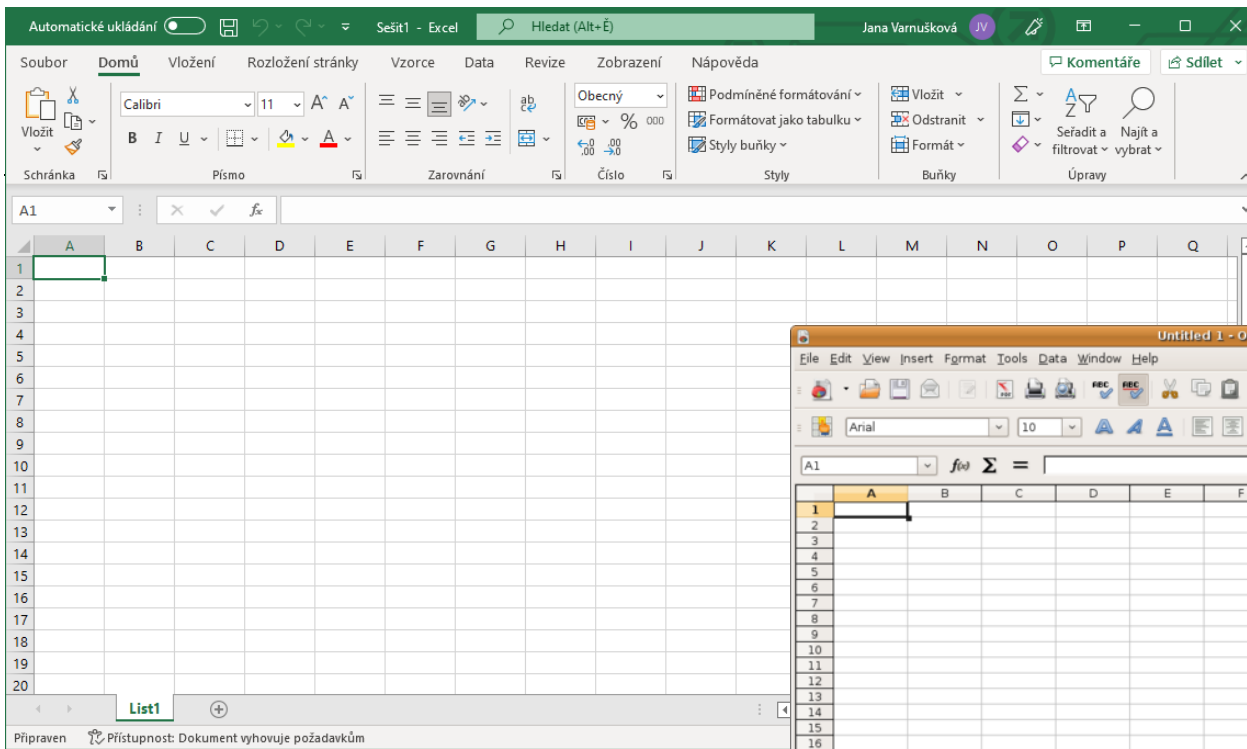 Automatické ukládání Sešit1 - Excel Hledat (Alt+Ě) Jana Varnušková JV
Soubor Domů Vložení Rozložení stránky Vzorce Data Revize Zobrazení Nápověda Komentáře Sdílet
Vložit
Schránka
Calibri 11 A^ A˅
B I U A
Písmo
ab
Zarovnání
Obecný
% 000
Číslo
Podmíněné formátování
Formátovat jako tabulku
Styly buňky
Styly
Vložit
Odstranit
Formát
Buňky
Seřadit a
filtrovat
Najít a
vybrat
Úpravy
A1 fx
A B C D E F G H I J K L M N O P Q
1
2
3
4
5
6
7
8
9
10
11
12
13
14
15
16
17
18
19
20
List1
Připraven Přístupnost: Dokument vyhovuje požadavkům
Untitled 1 - O
File Edit View Insert Format Tools Data Window Help
Arial 10
A1 f(x) Σ =
A B C D E F
1
2
3
4
5
6
7
8
9
10
11
12
13
14
15
16